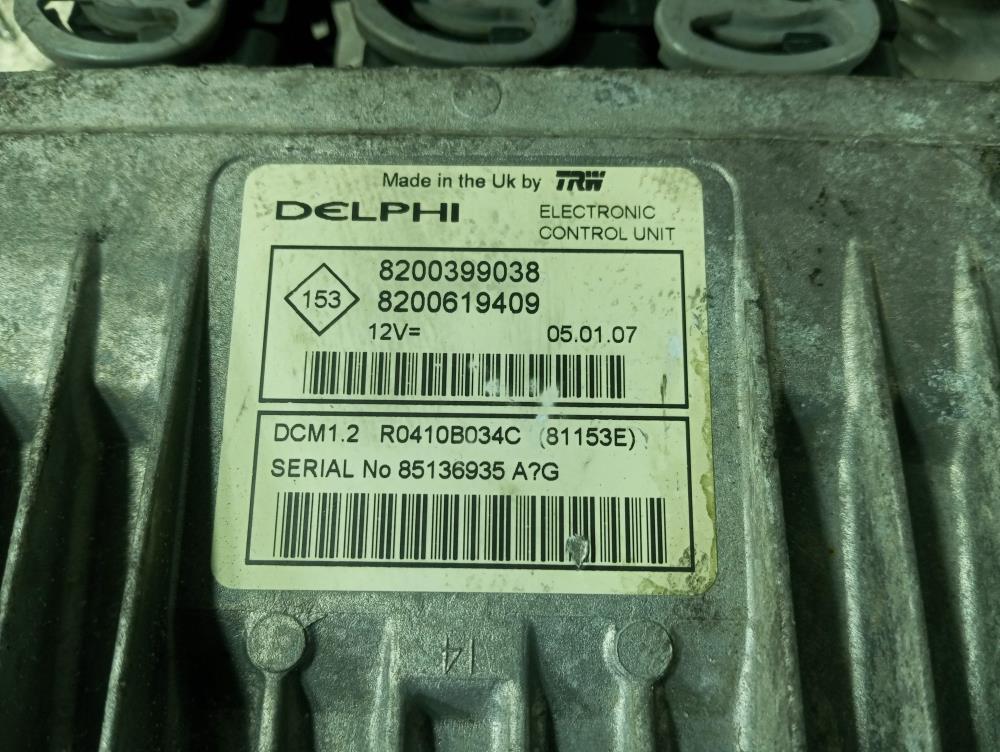 Made in the Uk by TRW
DELPHI
ELECTRONIC
CONTROL UNIT
153
8200399038
8200619409
12V= 05.01.07
DCM1.2 R0410B034C (81153E)
SERIAL No 85136935 A?G
14